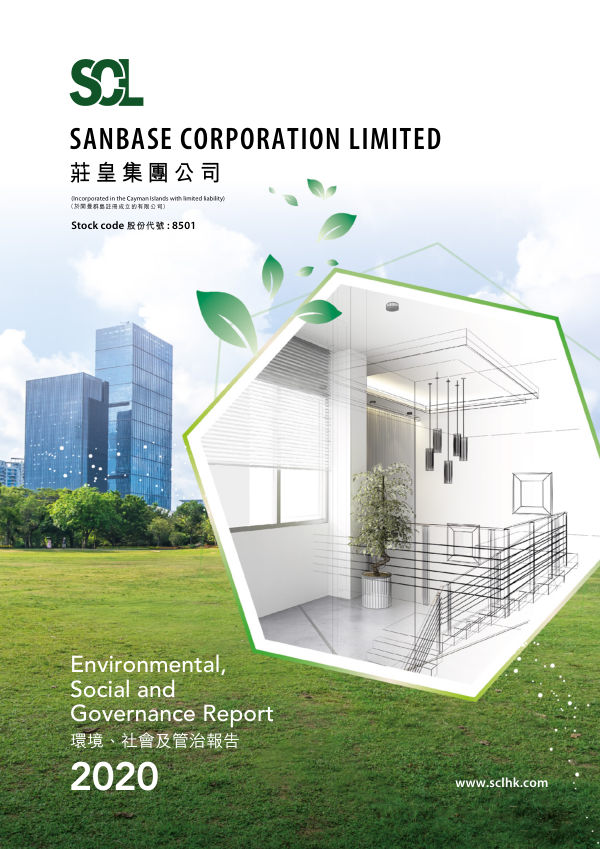 SCL
SANBASE CORPORATION LIMITED
莊皇集團公司
(Incorporated in the Cayman Islands with limited liability)
(於開曼群島註冊成立的有限公司)
Stock code 股份代號 : 8501
Environmental,
Social and
Governance Report
環境、社會及管治報告
2020
www.sclhk.com